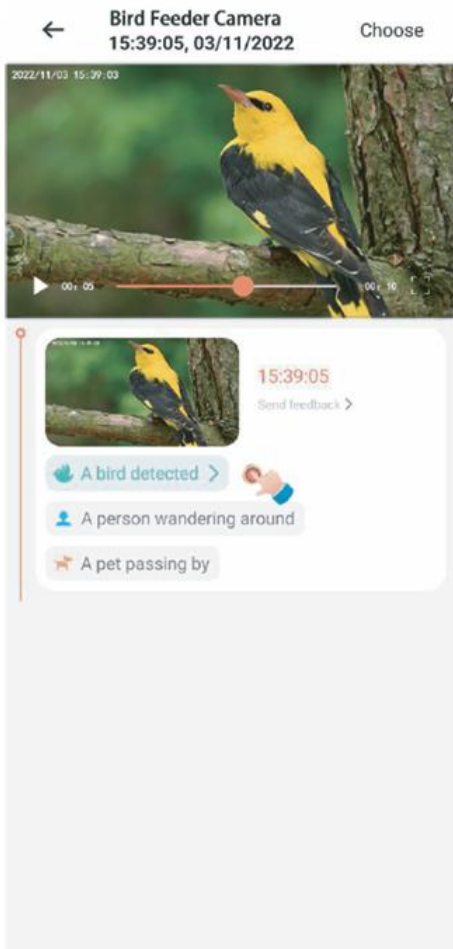 Bird Feeder Camera
15:39:05, 03/11/2022
Choose
2022/11/03 15:39:03
00: 05
00: 10
15:39:05
Send feedback >
A bird detected >
A person wandering around
A pet passing by